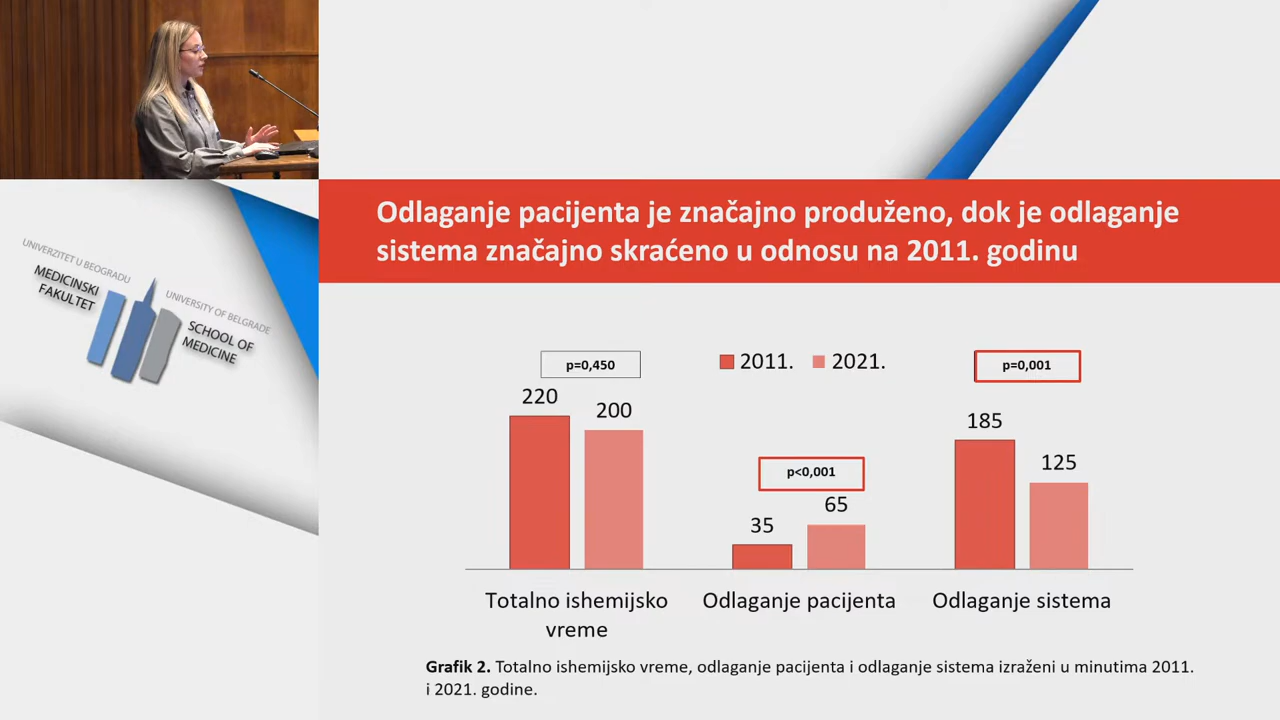 UNIVERZITET U BEOGRADU
MEDICINSKI
FAKULTET
UNIVERSITY OF BELGRADE
SCHOOL OF
MEDICINE
Odlaganje pacijenta je značajno produženo, dok je odlaganje
sistema značajno skraćeno u odnosu na 2011. godinu
2011. 2021.
p=0,450
220 200
p<0,001
35 65
p=0,001
185 125
Totalno ishemijsko
vreme
Odlaganje pacijenta
Odlaganje sistema
Grafik 2. Totalno ishemijsko vreme, odlaganje pacijenta i odlaganje sistema izraženi u minutima 2011.
i 2021. godine.